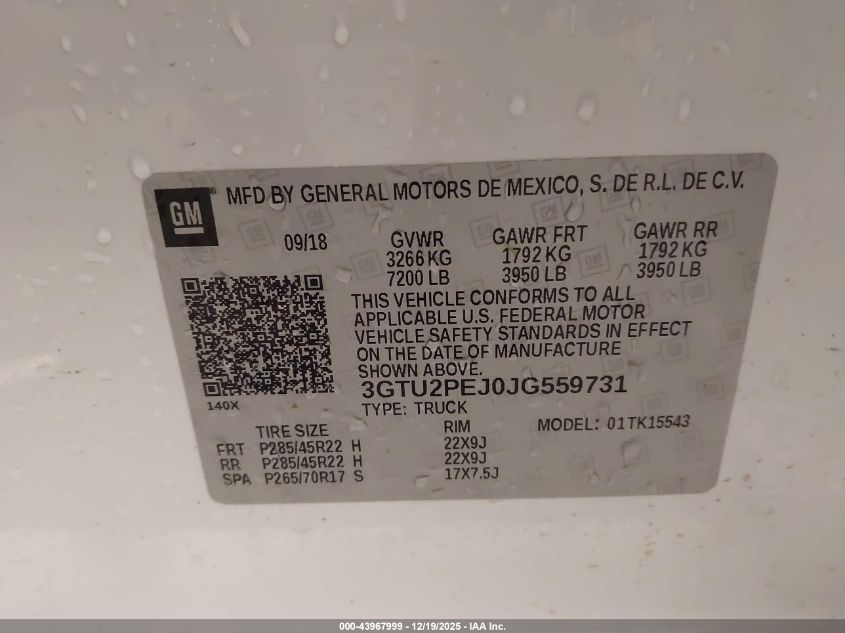 GM ® MFD BY GENERAL MOTORS DE MEXICO, S. DE R.L. DE C.V.
09/18 GVWR GAWR FRT GAWR RR
3266 KG 1792 KG 1792 KG
7200 LB 3950 LB 3950 LB
THIS VEHICLE CONFORMS TO ALL
APPLICABLE U.S. FEDERAL MOTOR
VEHICLE SAFETY STANDARDS IN EFFECT
ON THE DATE OF MANUFACTURE
SHOWN ABOVE.
3GTU2PEJ0JG559731
140X TYPE: TRUCK
TIRE SIZE RIM MODEL: 01TK15543
FRT P285/45R22 H 22X9J
RR P285/45R22 H 22X9J
SPA P265/70R17 S 17X7.5J
000-43967999 - 12/19/2025 - IAA Inc.